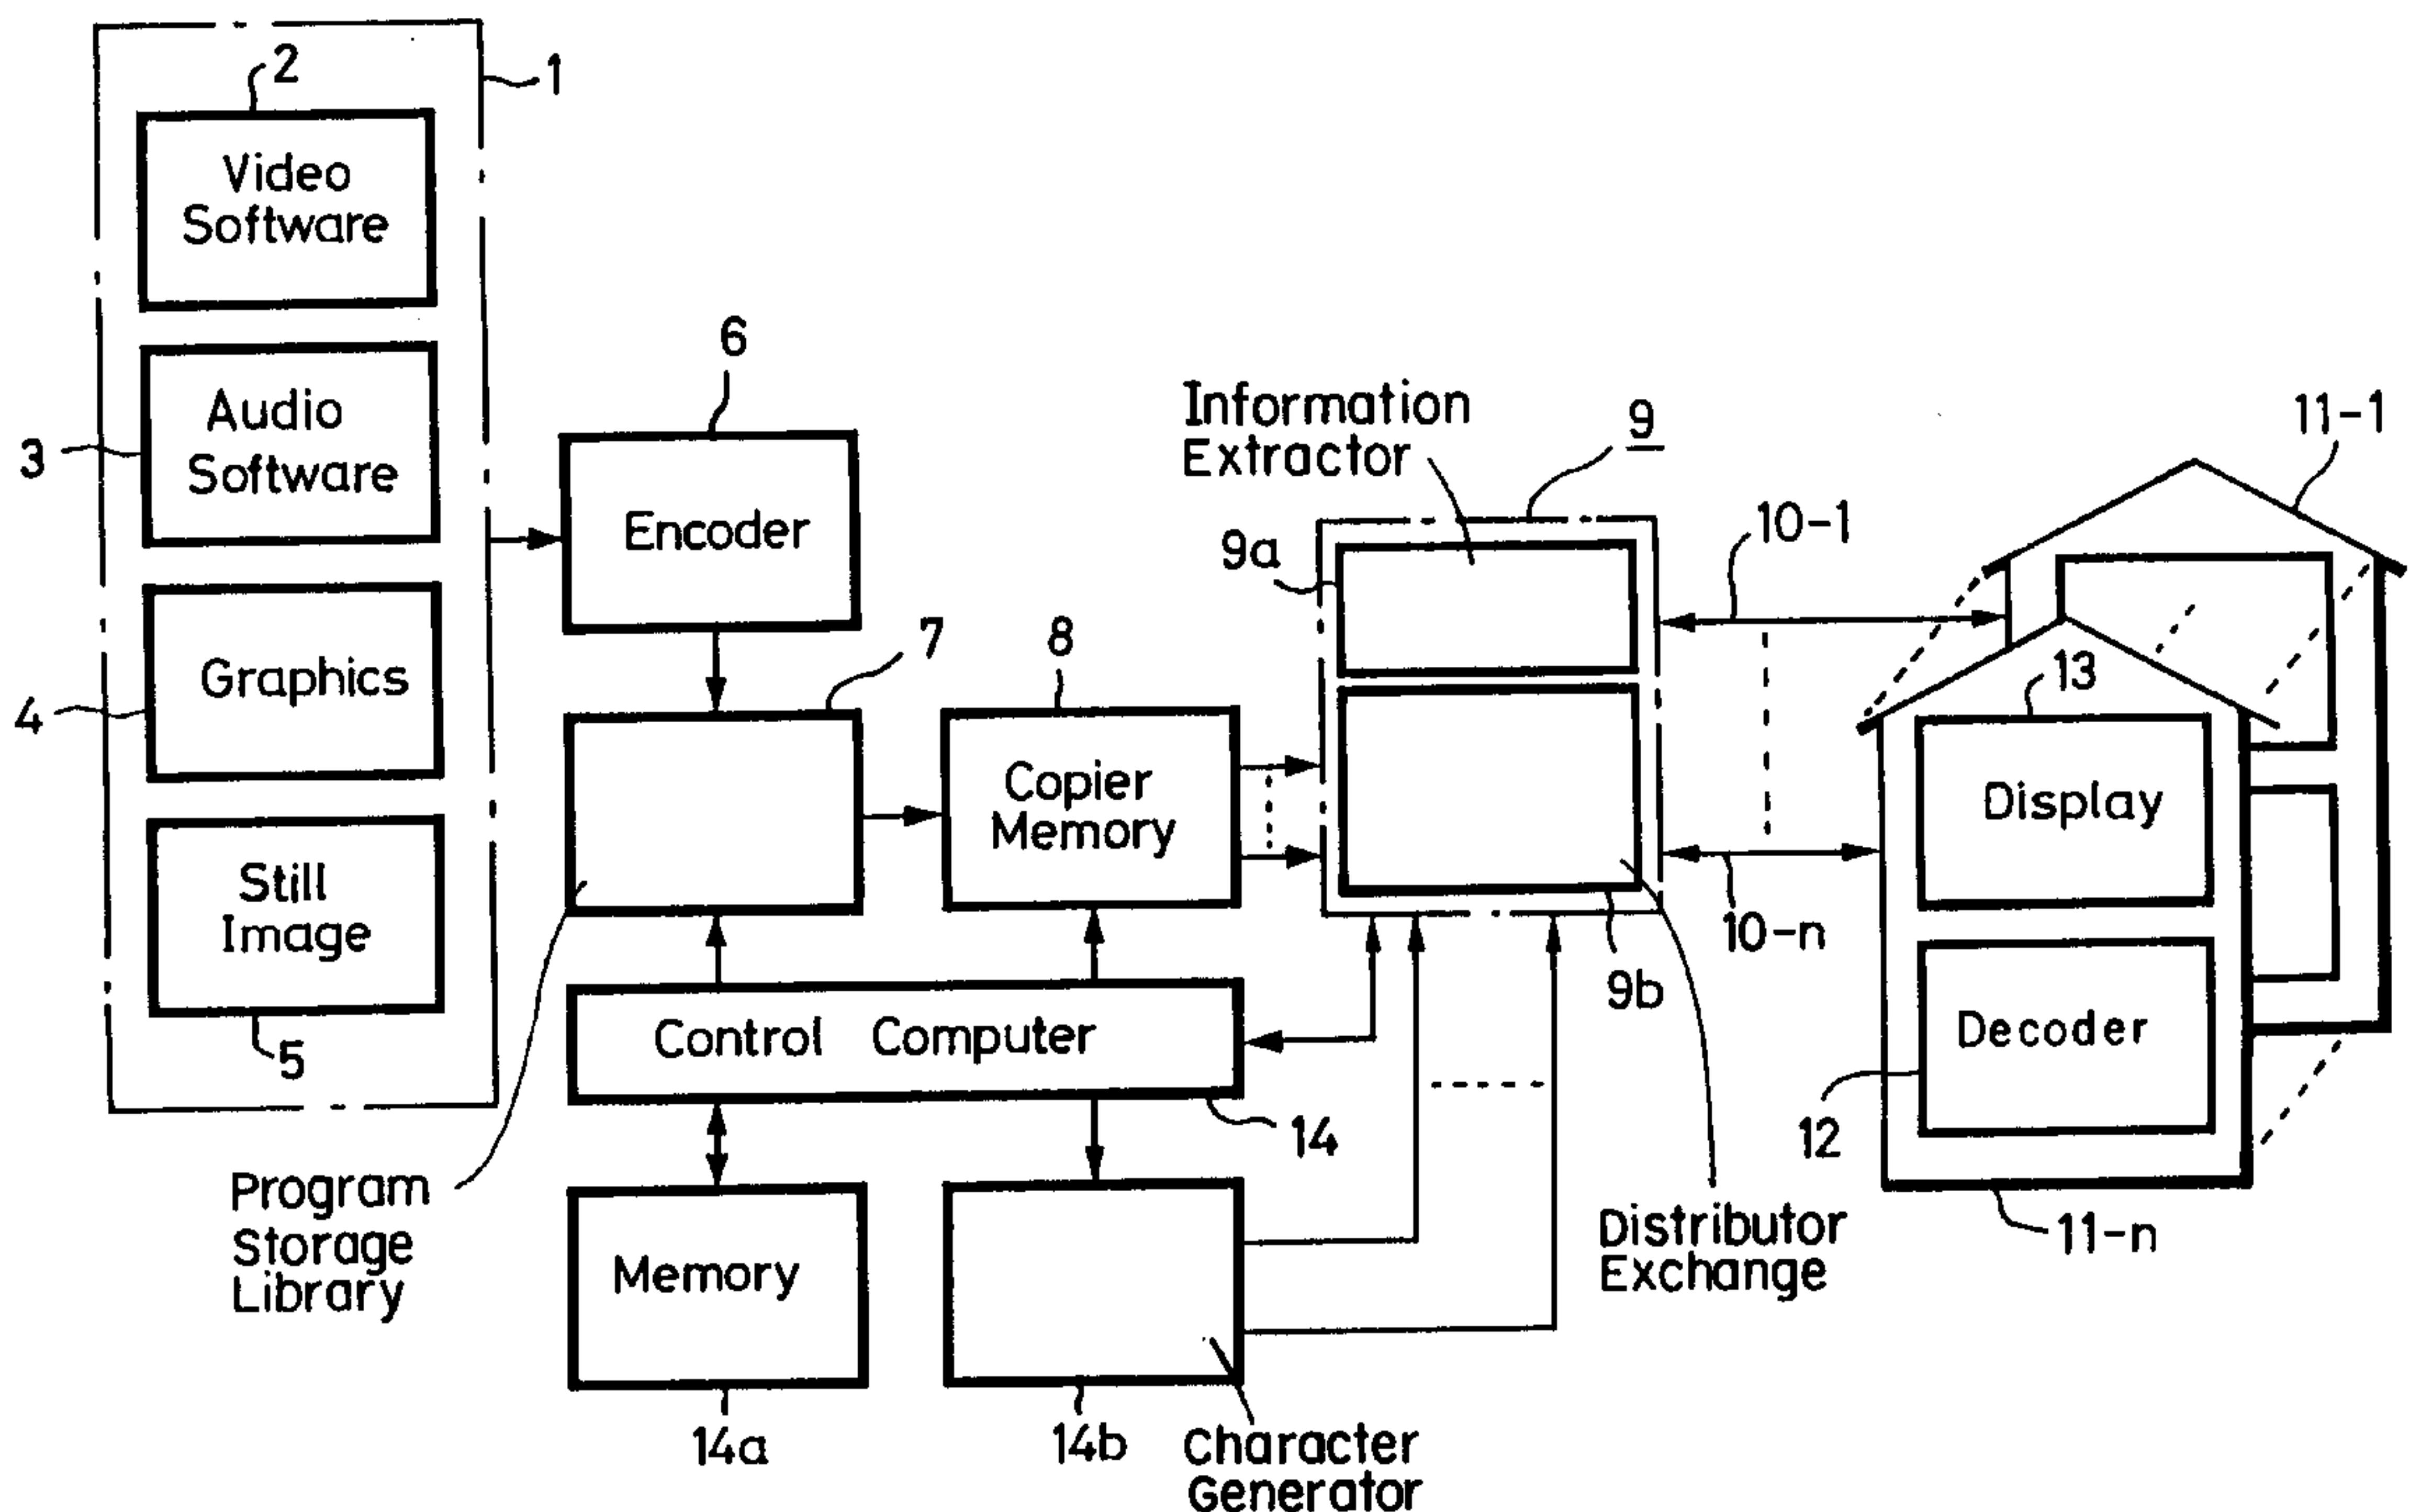 2
1
Video
Software
3
Audio
Software
4
Graphics
Still
Image
5
6
Encoder
7
Program
Storage
Library
8
Copier
Memory
Information
Extractor
9
9a
9b
Distributor
Exchange
10-1
10-n
11-1
13
Display
Decoder
12
11-n
Control Computer
14
Memory
14a
14b
Character
Generator